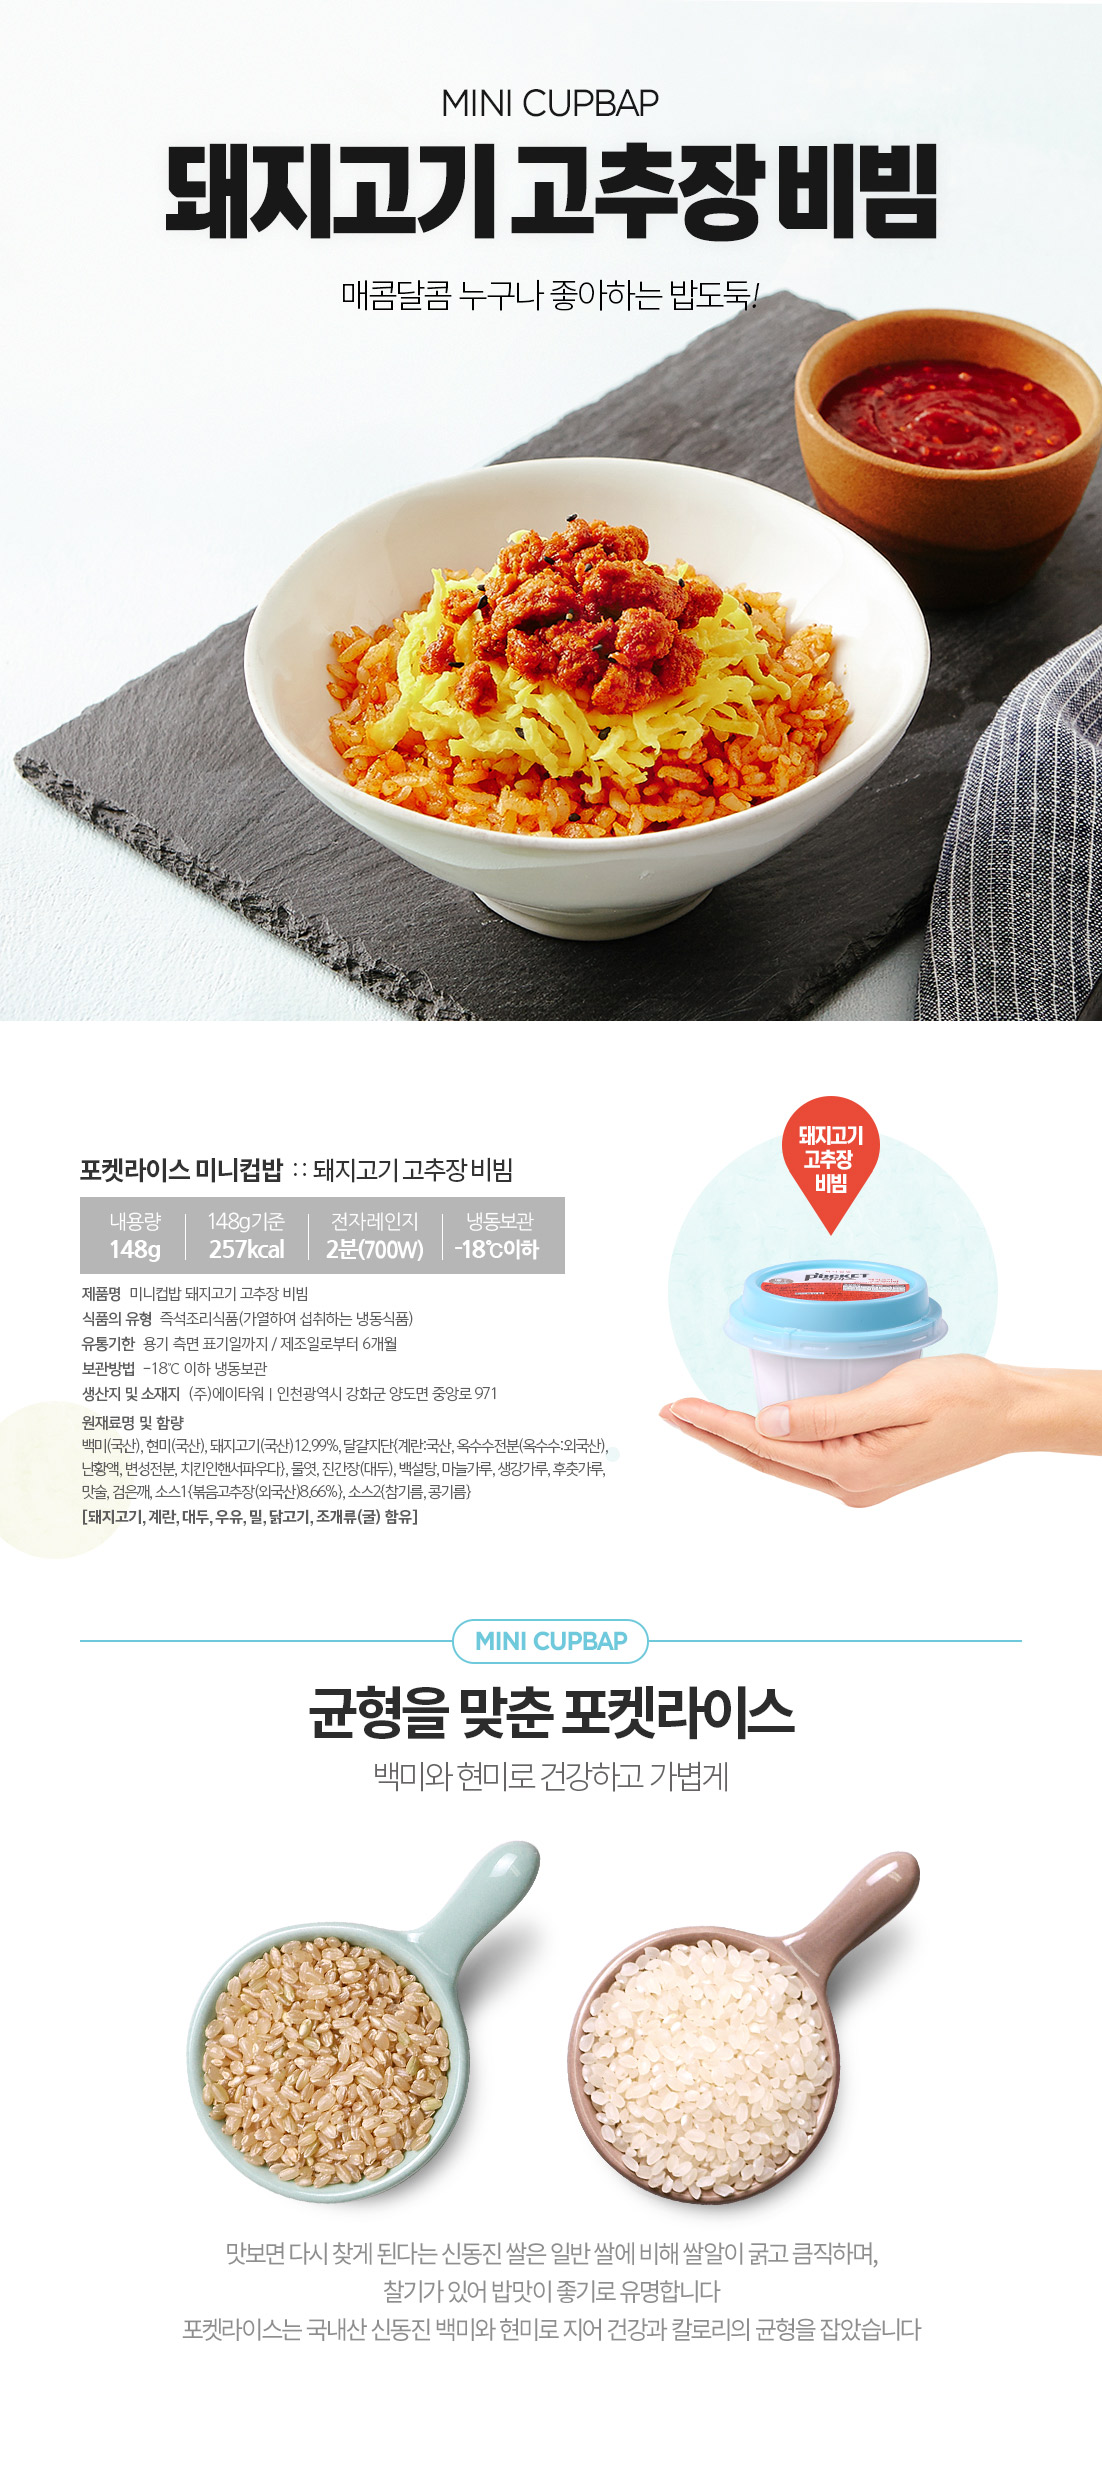 MINI CUPBAP
돼지고기 고추장 비빔
매콤달콤 누구나 좋아하는 밥도둑!
돼지고기
고추장
비빔
포켓라이스 미니컵밥 :: 돼지고기 고추장 비빔
내용량 148g기준 전자레인지 냉동보관
148g 257kcal 2분(700W) -18℃이하
POCKET
제품명 미니컵밥 돼지고기 고추장 비빔
식품의 유형 즉석조리식품(가열하여 섭취하는 냉동식품)
유통기한 용기 측면 표기일까지 / 제조일로부터 6개월
보관방법 -18℃ 이하 냉동보관
생산지 및 소재지 (주)에이타워 | 인천광역시 강화군 양도면 중앙로 971
원재료명 및 함량
백미(국산), 현미(국산), 돼지고기(국산)12.99%, 달걀지단{계란:국산, 옥수수전분(옥수수:외국산),
난황액, 변성전분, 치킨인핸서파우다}, 물엿, 진간장(대두), 백설탕, 마늘가루, 생강가루, 후춧가루,
맛술, 검은깨, 소스1{볶음고추장(외국산)8.66%}, 소스2{참기름, 콩기름}
[돼지고기, 계란, 대두, 우유, 밀, 닭고기, 조개류(굴) 함유]
MINI CUPBAP
균형을 맞춘 포켓라이스
백미와 현미로 건강하고 가볍게
맛보면 다시 찾게 된다는 신동진 쌀은 일반 쌀에 비해 쌀알이 굵고 큼직하며,
찰기가 있어 밥맛이 좋기로 유명합니다
포켓라이스는 국내산 신동진 백미와 현미로 지어 건강과 칼로리의 균형을 잡았습니다